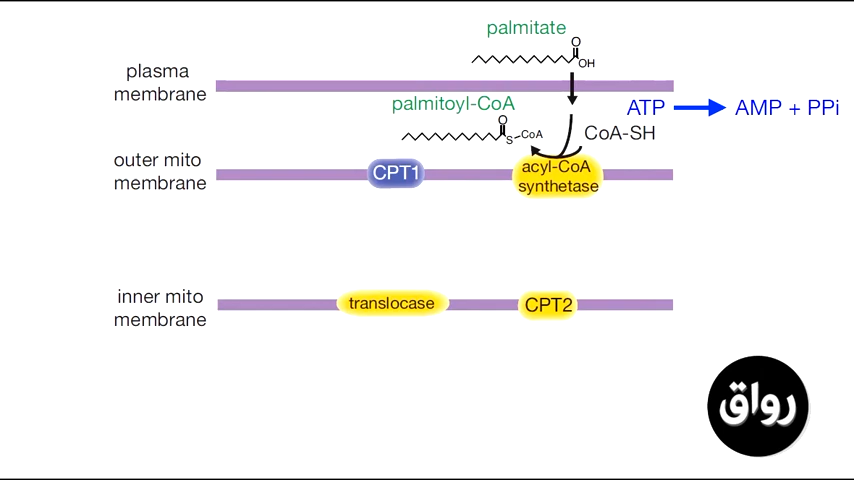 palmitate
O
OH
plasma
membrane
palmitoyl-CoA
ATP
AMP + PPi
O
S
CoA
CoA-SH
outer mito
membrane
CPT1
acyl-CoA
synthetase
inner mito
membrane
translocase
CPT2
رواق